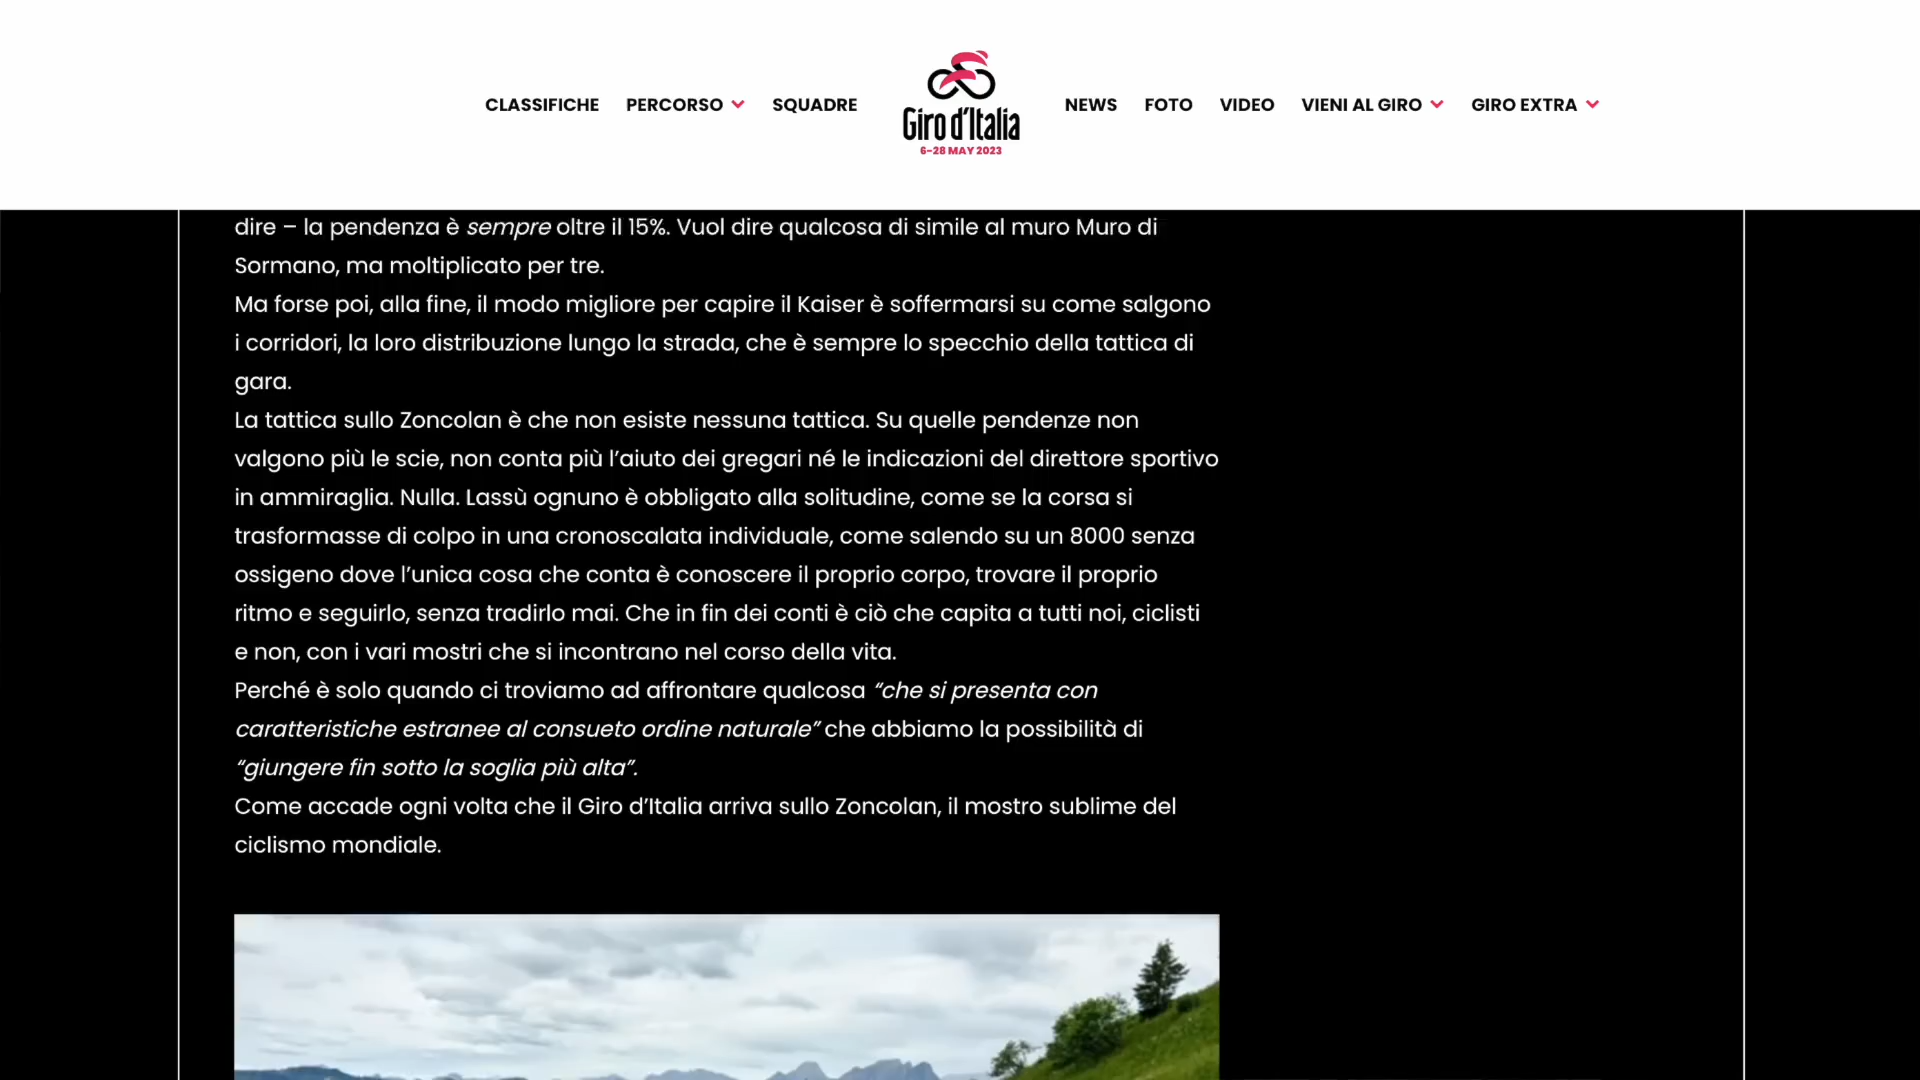 CLASSIFICHE PERCORSO SQUADRE Giro d'Italia NEWS FOTO VIDEO VIENI AL GIRO GIRO EXTRA
6-28 MAY 2023
dire – la pendenza è sempre oltre il 15%. Vuol dire qualcosa di simile al muro Muro di
Sormano, ma moltiplicato per tre.
Ma forse poi, alla fine, il modo migliore per capire il Kaiser è soffermarsi su come salgono
i corridori, la loro distribuzione lungo la strada, che è sempre lo specchio della tattica di
gara.
La tattica sullo Zoncolan è che non esiste nessuna tattica. Su quelle pendenze non
valgono più le scie, non conta più l’aiuto dei gregari né le indicazioni del direttore sportivo
in ammiraglia. Nulla. Lassù ognuno è obbligato alla solitudine, come se la corsa si
trasformasse di colpo in una cronoscalata individuale, come salendo su un 8000 senza
ossigeno dove l’unica cosa che conta è conoscere il proprio corpo, trovare il proprio
ritmo e seguirlo, senza tradirlo mai. Che in fin dei conti è ciò che capita a tutti noi, ciclisti
e non, con i vari mostri che si incontrano nel corso della vita.
Perché è solo quando ci troviamo ad affrontare qualcosa “che si presenta con
caratteristiche estranee al consueto ordine naturale” che abbiamo la possibilità di
“giungere fin sotto la soglia più alta”.
Come accade ogni volta che il Giro d’Italia arriva sullo Zoncolan, il mostro sublime del
ciclismo mondiale.